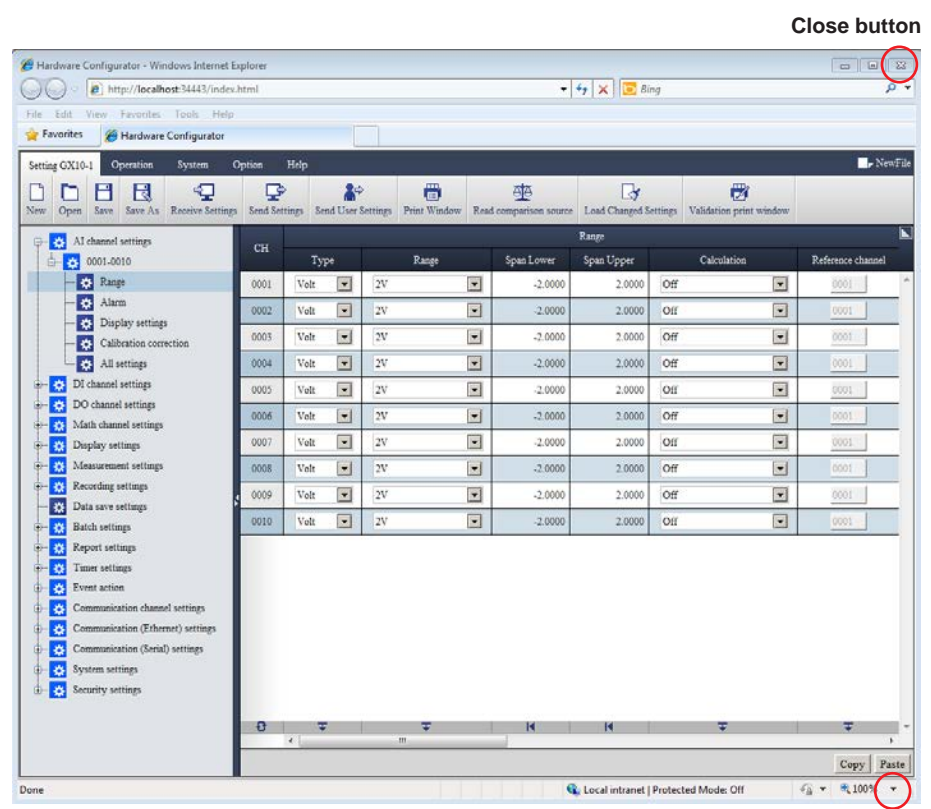 Close button
Hardware Configurator - Windows Internet Explorer
http://localhost:34443/index.html
Bing
File Edit View Favorites Tools Help
Favorites Hardware Configurator
Setting GX10-1 Operation System Option Help NewFile
New Open Save Save As Receive Settings Send Settings Send User Settings Print Window Read comparison source Load Changed Settings Validation print window
AI channel settings
0001-0010
Range
Alarm
Display settings
Calibration correction
All settings
DI channel settings
DO channel settings
Math channel settings
Display settings
Measurement settings
Recording settings
Data save settings
Batch settings
Report settings
Timer settings
Event action
Communication channel settings
Communication (Ethernet) settings
Communication (Serial) settings
System settings
Security settings
CH Range
Type Range Span Lower Span Upper Calculation Reference channel
0001 Volt 2V -2.0000 2.0000 Off 0001
0002 Volt 2V -2.0000 2.0000 Off 0001
0003 Volt 2V -2.0000 2.0000 Off 0001
0004 Volt 2V -2.0000 2.0000 Off 0001
0005 Volt 2V -2.0000 2.0000 Off 0001
0006 Volt 2V -2.0000 2.0000 Off 0001
0007 Volt 2V -2.0000 2.0000 Off 0001
0008 Volt 2V -2.0000 2.0000 Off 0001
0009 Volt 2V -2.0000 2.0000 Off 0001
0010 Volt 2V -2.0000 2.0000 Off 0001
Copy Paste
Done Local intranet | Protected Mode: Off 100%